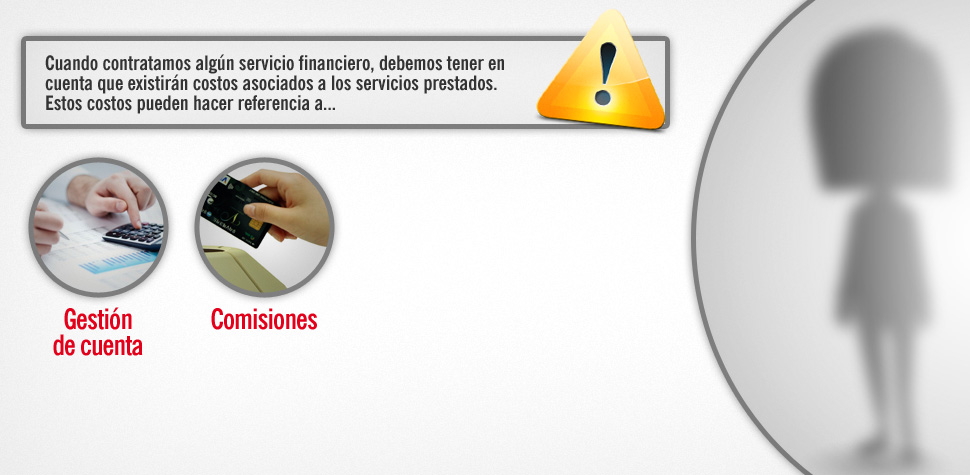 Cuando contratamos algún servicio financiero, debemos tener en
cuenta que existirán costos asociados a los servicios prestados.
Estos costos pueden hacer referencia a...
Gestión
de cuenta
Comisiones